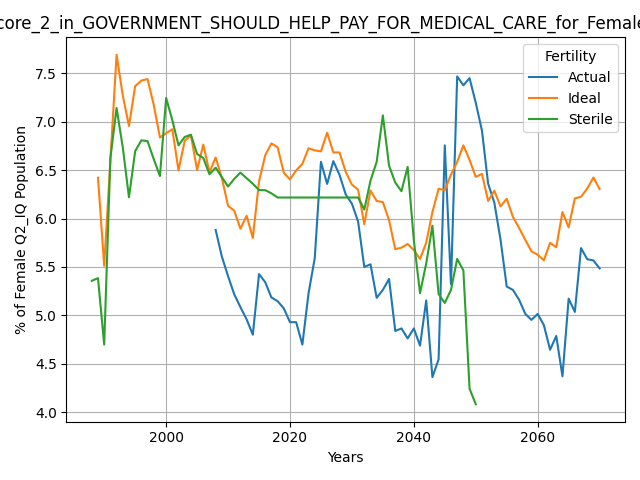 core_2_in_GOVERNMENT_SHOULD_HELP_PAY_FOR_MEDICAL_CARE_for_Female
Fertility
Actual
Ideal
Sterile
% of Female Q2_IQ Population
7.5
7.0
6.5
6.0
5.5
5.0
4.5
4.0
2000
2020
2040
2060
Years